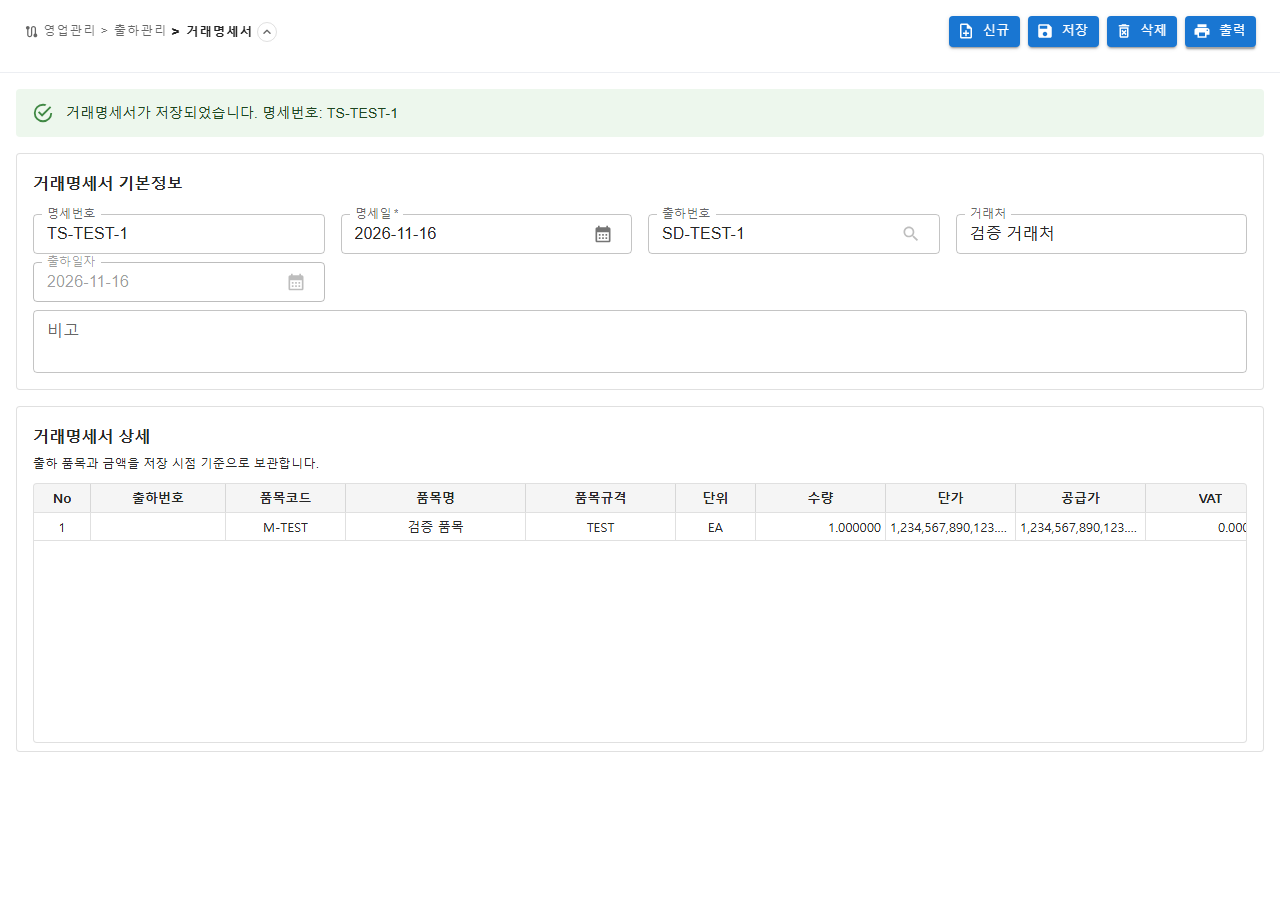 영업관리 > 출하관리 > 거래명세서
신규
저장
삭제
출력
거래명세서가 저장되었습니다. 명세번호: TS-TEST-1
거래명세서 기본정보
명세번호
TS-TEST-1
명세일 *
2026-11-16
출하번호
SD-TEST-1
거래처
검증 거래처
출하일자
2026-11-16
비고
거래명세서 상세
출하 품목과 금액을 저장 시점 기준으로 보관합니다.
No 출하번호 품목코드 품목명 품목규격 단위 수량 단가 공급가 VAT
1 M-TEST 검증 품목 TEST EA 1.000000 1,234,567,890,123.... 1,234,567,890,123.... 0.000